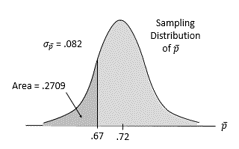 Sampling
Distribution
of p̄
σp̄ = .082
Area = .2709
.67 .72 p̄